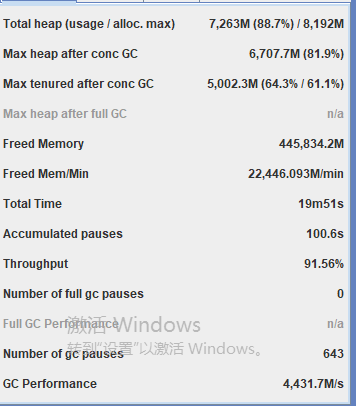 Total heap (usage / alloc. max) 7,263M (88.7%) / 8,192M
Max heap after conc GC 6,707.7M (81.9%)
Max tenured after conc GC 5,002.3M (64.3% / 61.1%)
Max heap after full GC n/a
Freed Memory 445,834.2M
Freed Mem/Min 22,446.093M/min
Total Time 19m51s
Accumulated pauses 100.6s
Throughput 91.56%
Number of full gc pauses 0
Full GC Performance n/a
激活 Windows
转到“设置”以激活 Windows。
Number of gc pauses 643
GC Performance 4,431.7M/s